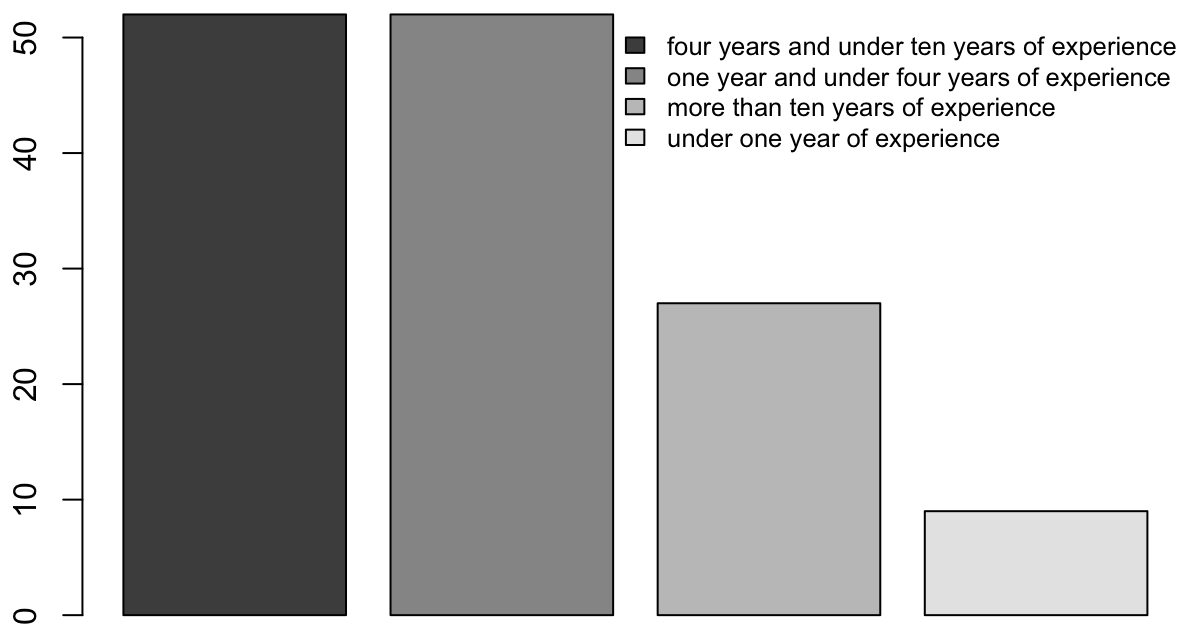 50
40
30
20
10
0
four years and under ten years of experience
one year and under four years of experience
more than ten years of experience
under one year of experience